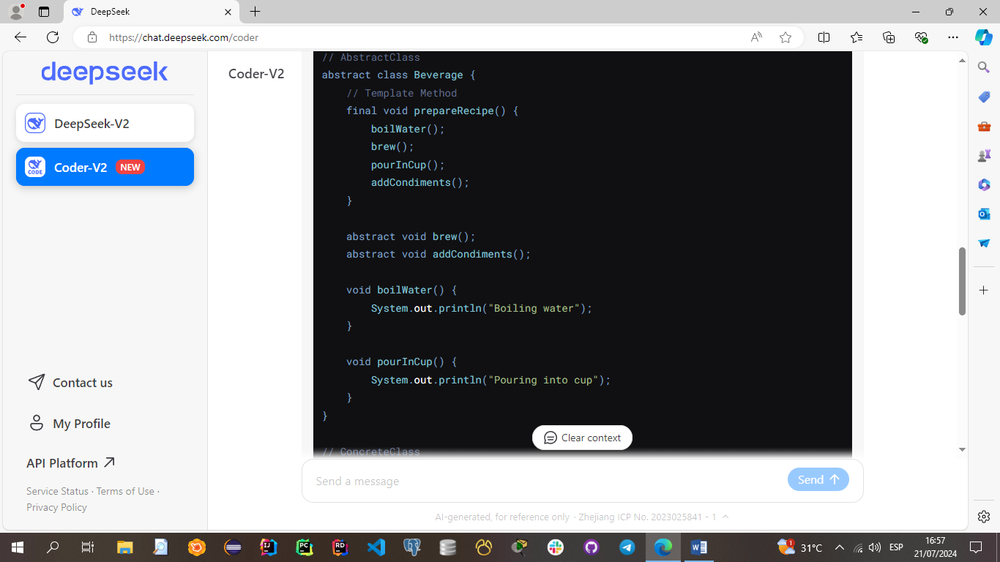 DeepSeek
https://chat.deepseek.com/coder
deepseek
DeepSeek-V2
CODE
Coder-V2 NEW
Contact us
My Profile
API Platform
Service Status · Terms of Use ·
Privacy Policy
Coder-V2
// AbstractClass
abstract class Beverage {
    // Template Method
    final void prepareRecipe() {
        boilWater();
        brew();
        pourInCup();
        addCondiments();
    }
    abstract void brew();
    abstract void addCondiments();
    void boilWater() {
        System.out.println("Boiling water");
    }
    void pourInCup() {
        System.out.println("Pouring into cup");
    }
}
// ConcreteClass
Clear context
Send a message
Send
AI-generated, for reference only · Zhejiang ICP No. 2023025841 - 1
31°C
ESP
16:57
21/07/2024